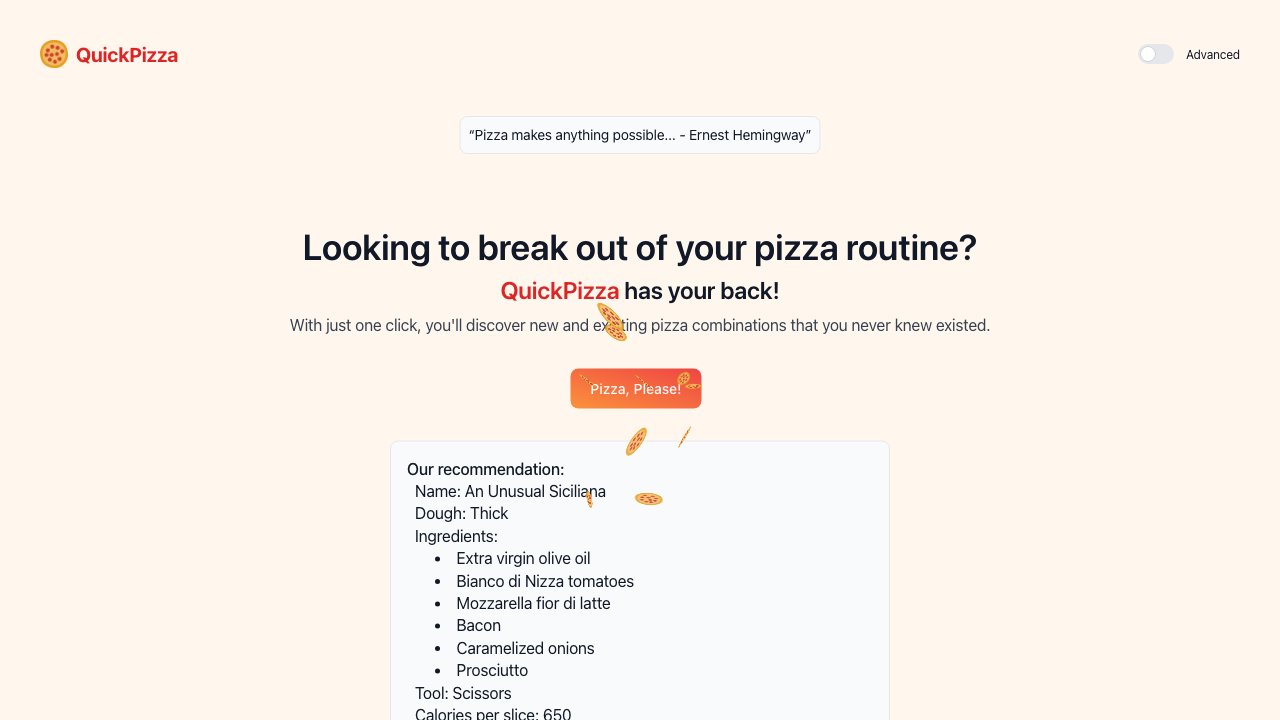 QuickPizza
Advanced
“Pizza makes anything possible... - Ernest Hemingway”
Looking to break out of your pizza routine?
QuickPizza has your back!
With just one click, you'll discover new and existing pizza combinations that you never knew existed.
Pizza, Please!
Our recommendation:
Name: An Unusual Siciliana
Dough: Thick
Ingredients:
• Extra virgin olive oil
• Bianco di Nizza tomatoes
• Mozzarella fior di latte
• Bacon
• Caramelized onions
• Prosciutto
Tool: Scissors
Calories per slice: 650